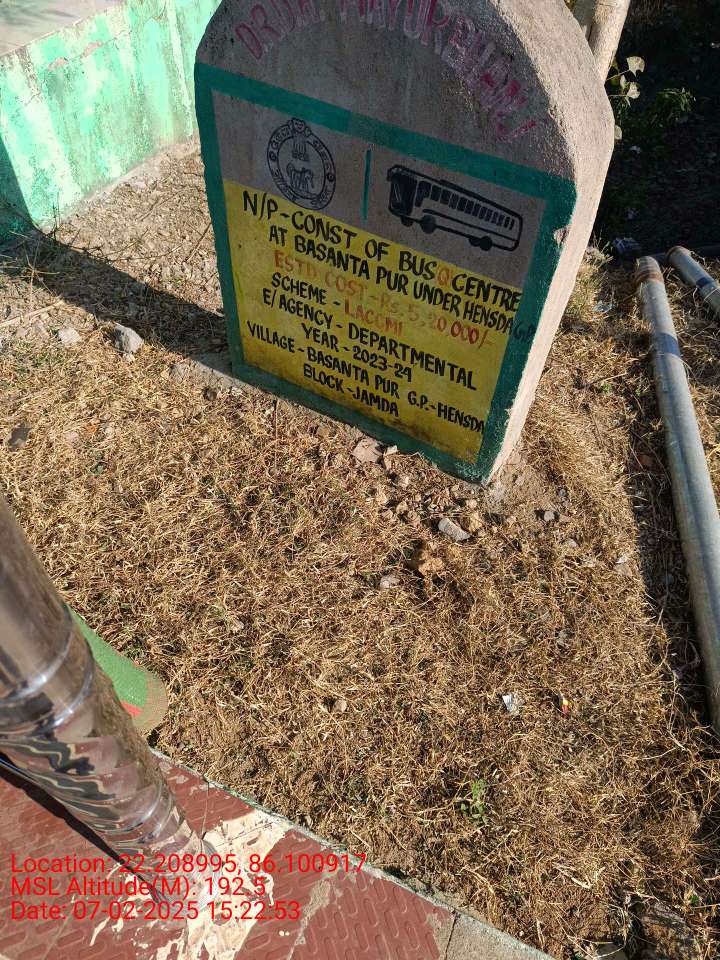 D.R.D.A MAYURBHANJ
N/P-CONST OF BUS Q CENTRE
AT BASANTA PUR UNDER HENSDA G.P.
ESTD COST-Rs.5,20 000/-
SCHEME-LACCMI
E/AGENCY-DEPARTMENTAL
YEAR-2023-24
VILLAGE-BASANTA PUR G.P.-HENSDA
BLOCK-JAMDA
Location: 22.208995, 86.100917
MSL Altitude(M): 192.5
Date: 07-02-2025 15:22:53